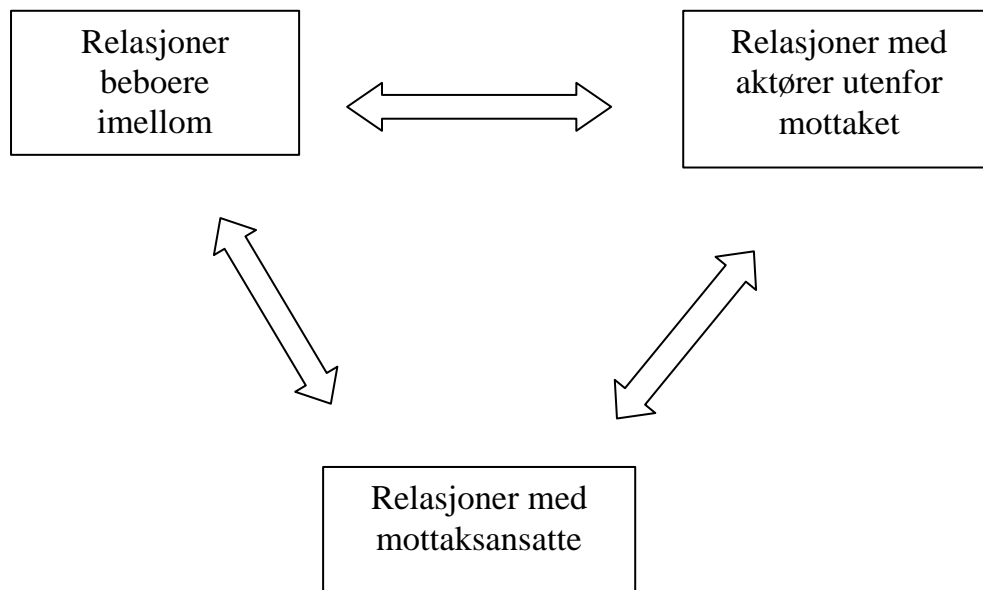 Relasjoner
beboere
imellom
Relasjoner med
aktører utenfor
mottaket
Relasjoner med
mottaksansatte